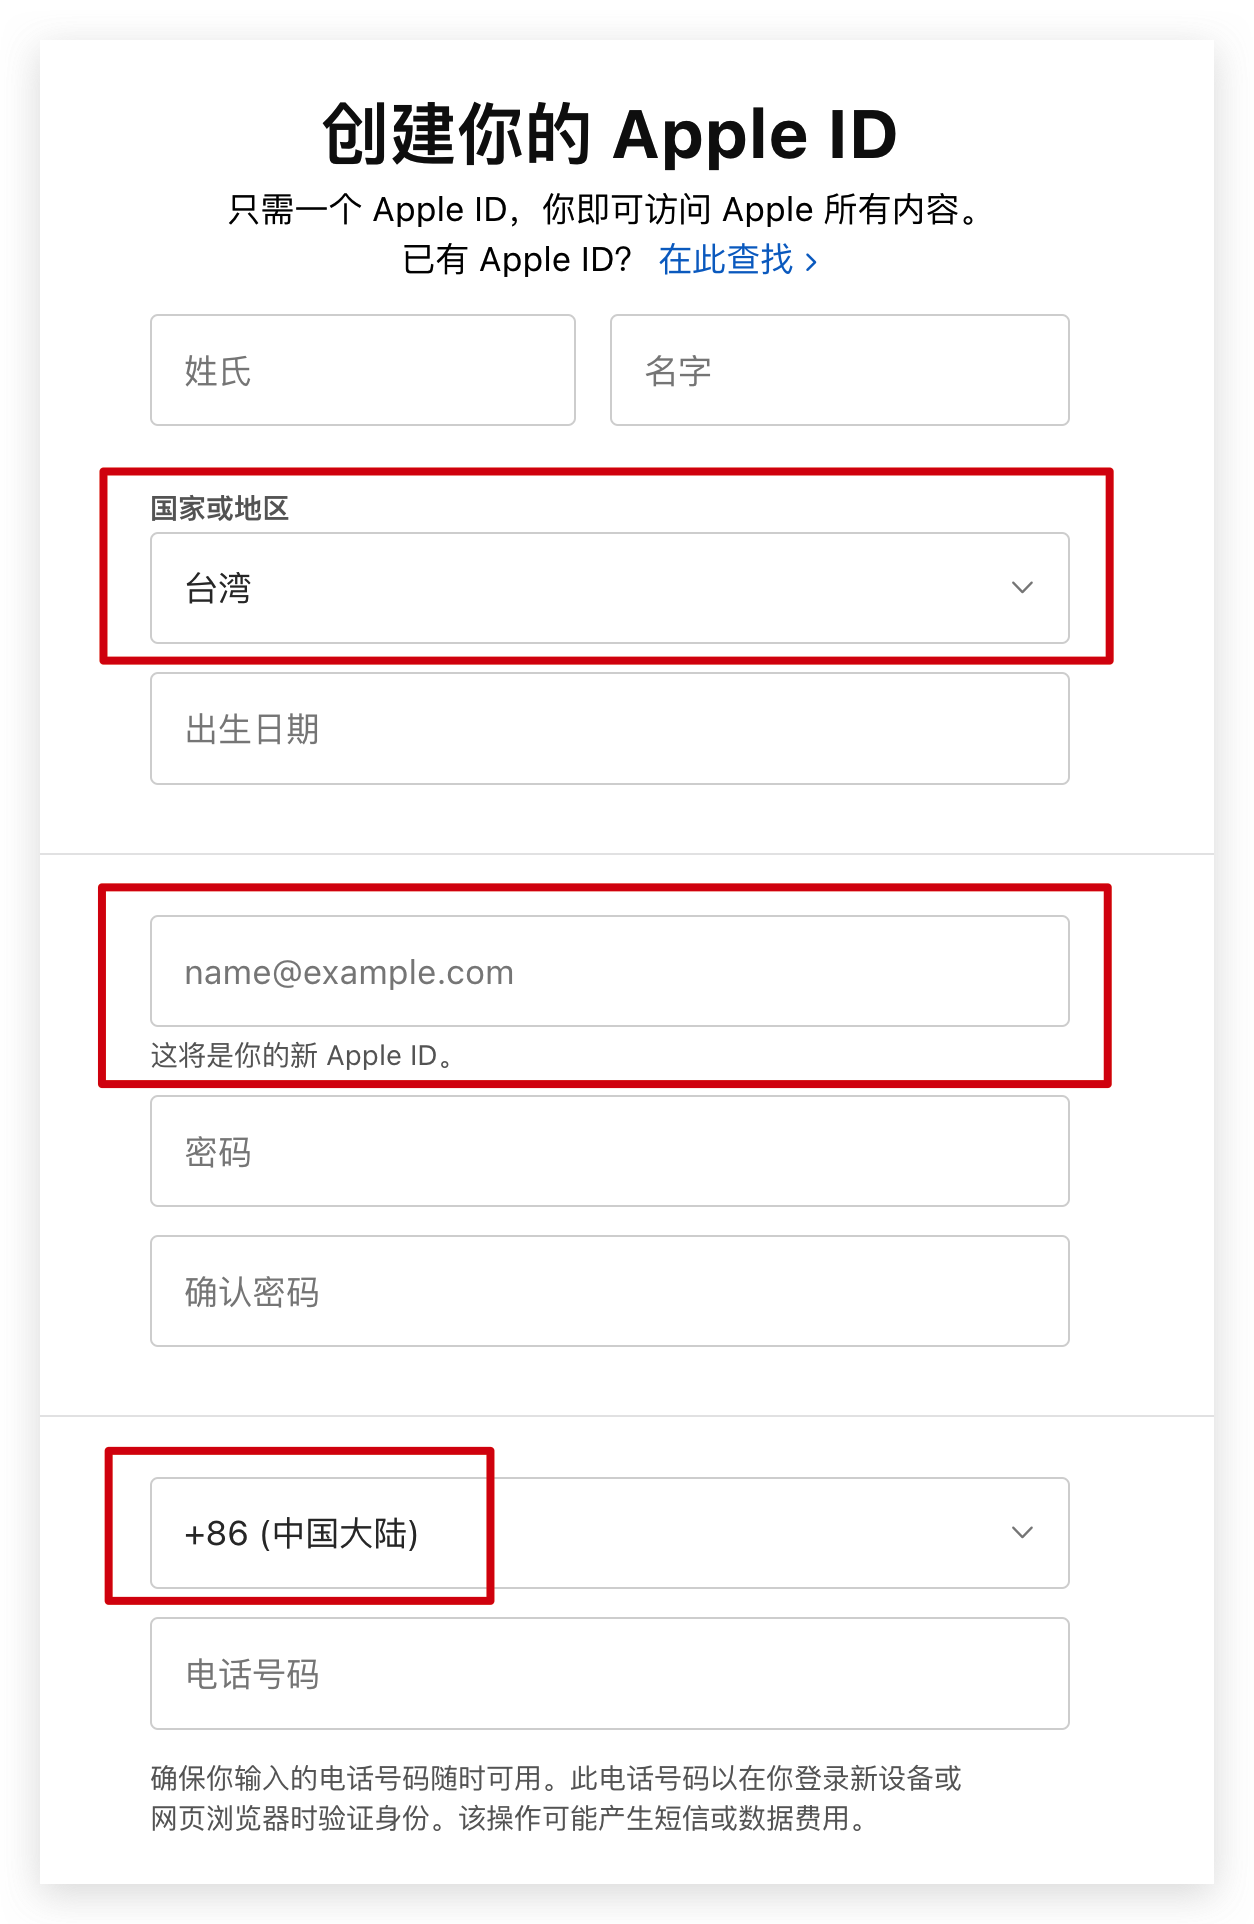 创建你的 Apple ID
只需一个 Apple ID，你即可访问 Apple 所有内容。
已有 Apple ID？ 在此查找 ›
姓氏 名字
国家或地区
台湾
出生日期
name@example.com
这将是你的新 Apple ID。
密码
确认密码
+86 (中国大陆)
电话号码
确保你输入的电话号码随时可用。此电话号码以在你登录新设备或
网页浏览器时验证身份。该操作可能产生短信或数据费用。